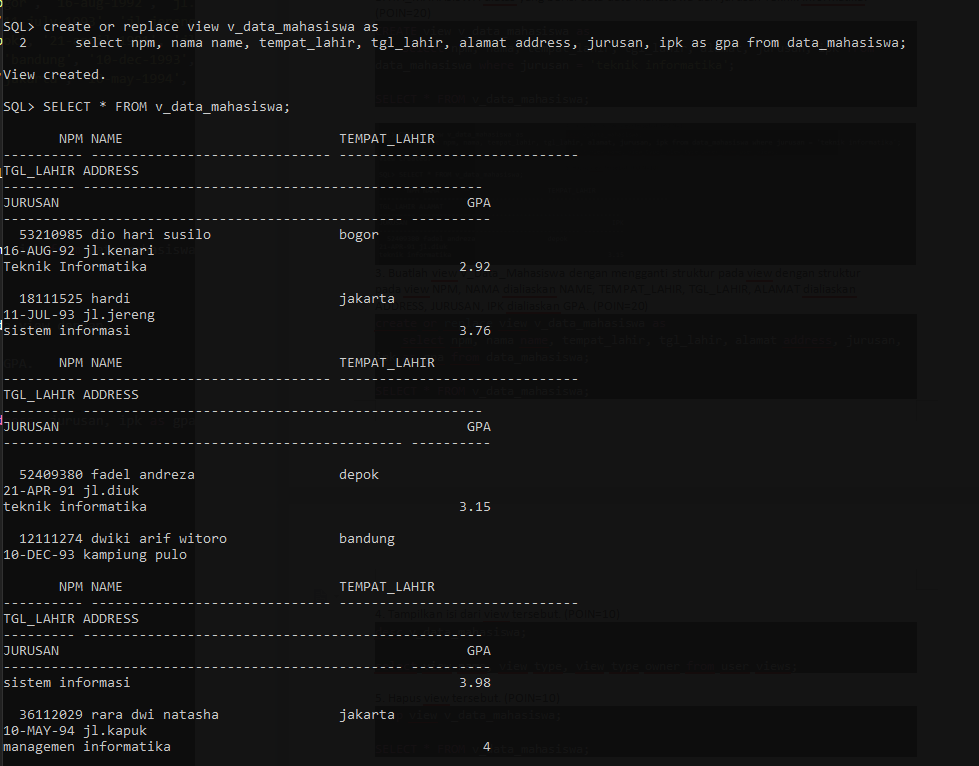 SQL> create or replace view v_data_mahasiswa as
  2     select npm, nama name, tempat_lahir, tgl_lahir, alamat address, jurusan, ipk as gpa from data_mahasiswa;
View created.
SQL> SELECT * FROM v_data_mahasiswa;
       NPM NAME                           TEMPAT_LAHIR
---------- ------------------------------ ------------------------------
TGL_LAHIR ADDRESS
--------- --------------------------------------------------
JURUSAN                                                   GPA
-------------------------------------------------- ----------
  53210985 dio hari susilo                bogor
16-AUG-92 jl.kenari
Teknik Informatika                                       2.92
  18111525 hardi                          jakarta
11-JUL-93 jl.jereng
sistem informasi                                         3.76
       NPM NAME                           TEMPAT_LAHIR
---------- ------------------------------ ------------------------------
TGL_LAHIR ADDRESS
--------- --------------------------------------------------
JURUSAN                                                   GPA
-------------------------------------------------- ----------
  52409380 fadel andreza                  depok
21-APR-91 jl.diuk
teknik informatika                                       3.15
  12111274 dwiki arif witoro              bandung
10-DEC-93 kampiung pulo
       NPM NAME                           TEMPAT_LAHIR
---------- ------------------------------ ------------------------------
TGL_LAHIR ADDRESS
--------- --------------------------------------------------
JURUSAN                                                   GPA
-------------------------------------------------- ----------
sistem informasi                                         3.98
  36112029 rara dwi natasha               jakarta
10-MAY-94 jl.kapuk
managemen informatika                                       4